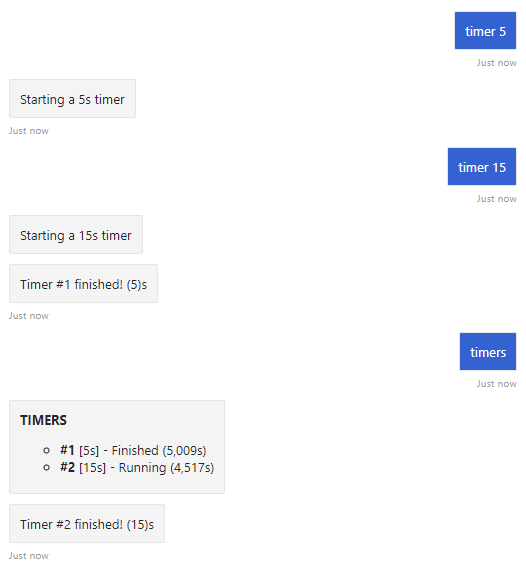 timer 5
Just now
Starting a 5s timer
Just now
timer 15
Just now
Starting a 15s timer
Timer #1 finished! (5)s
Just now
timers
Just now
TIMERS
#1 [5s] - Finished (5,009s)
#2 [15s] - Running (4,517s)
Timer #2 finished! (15)s
Just now